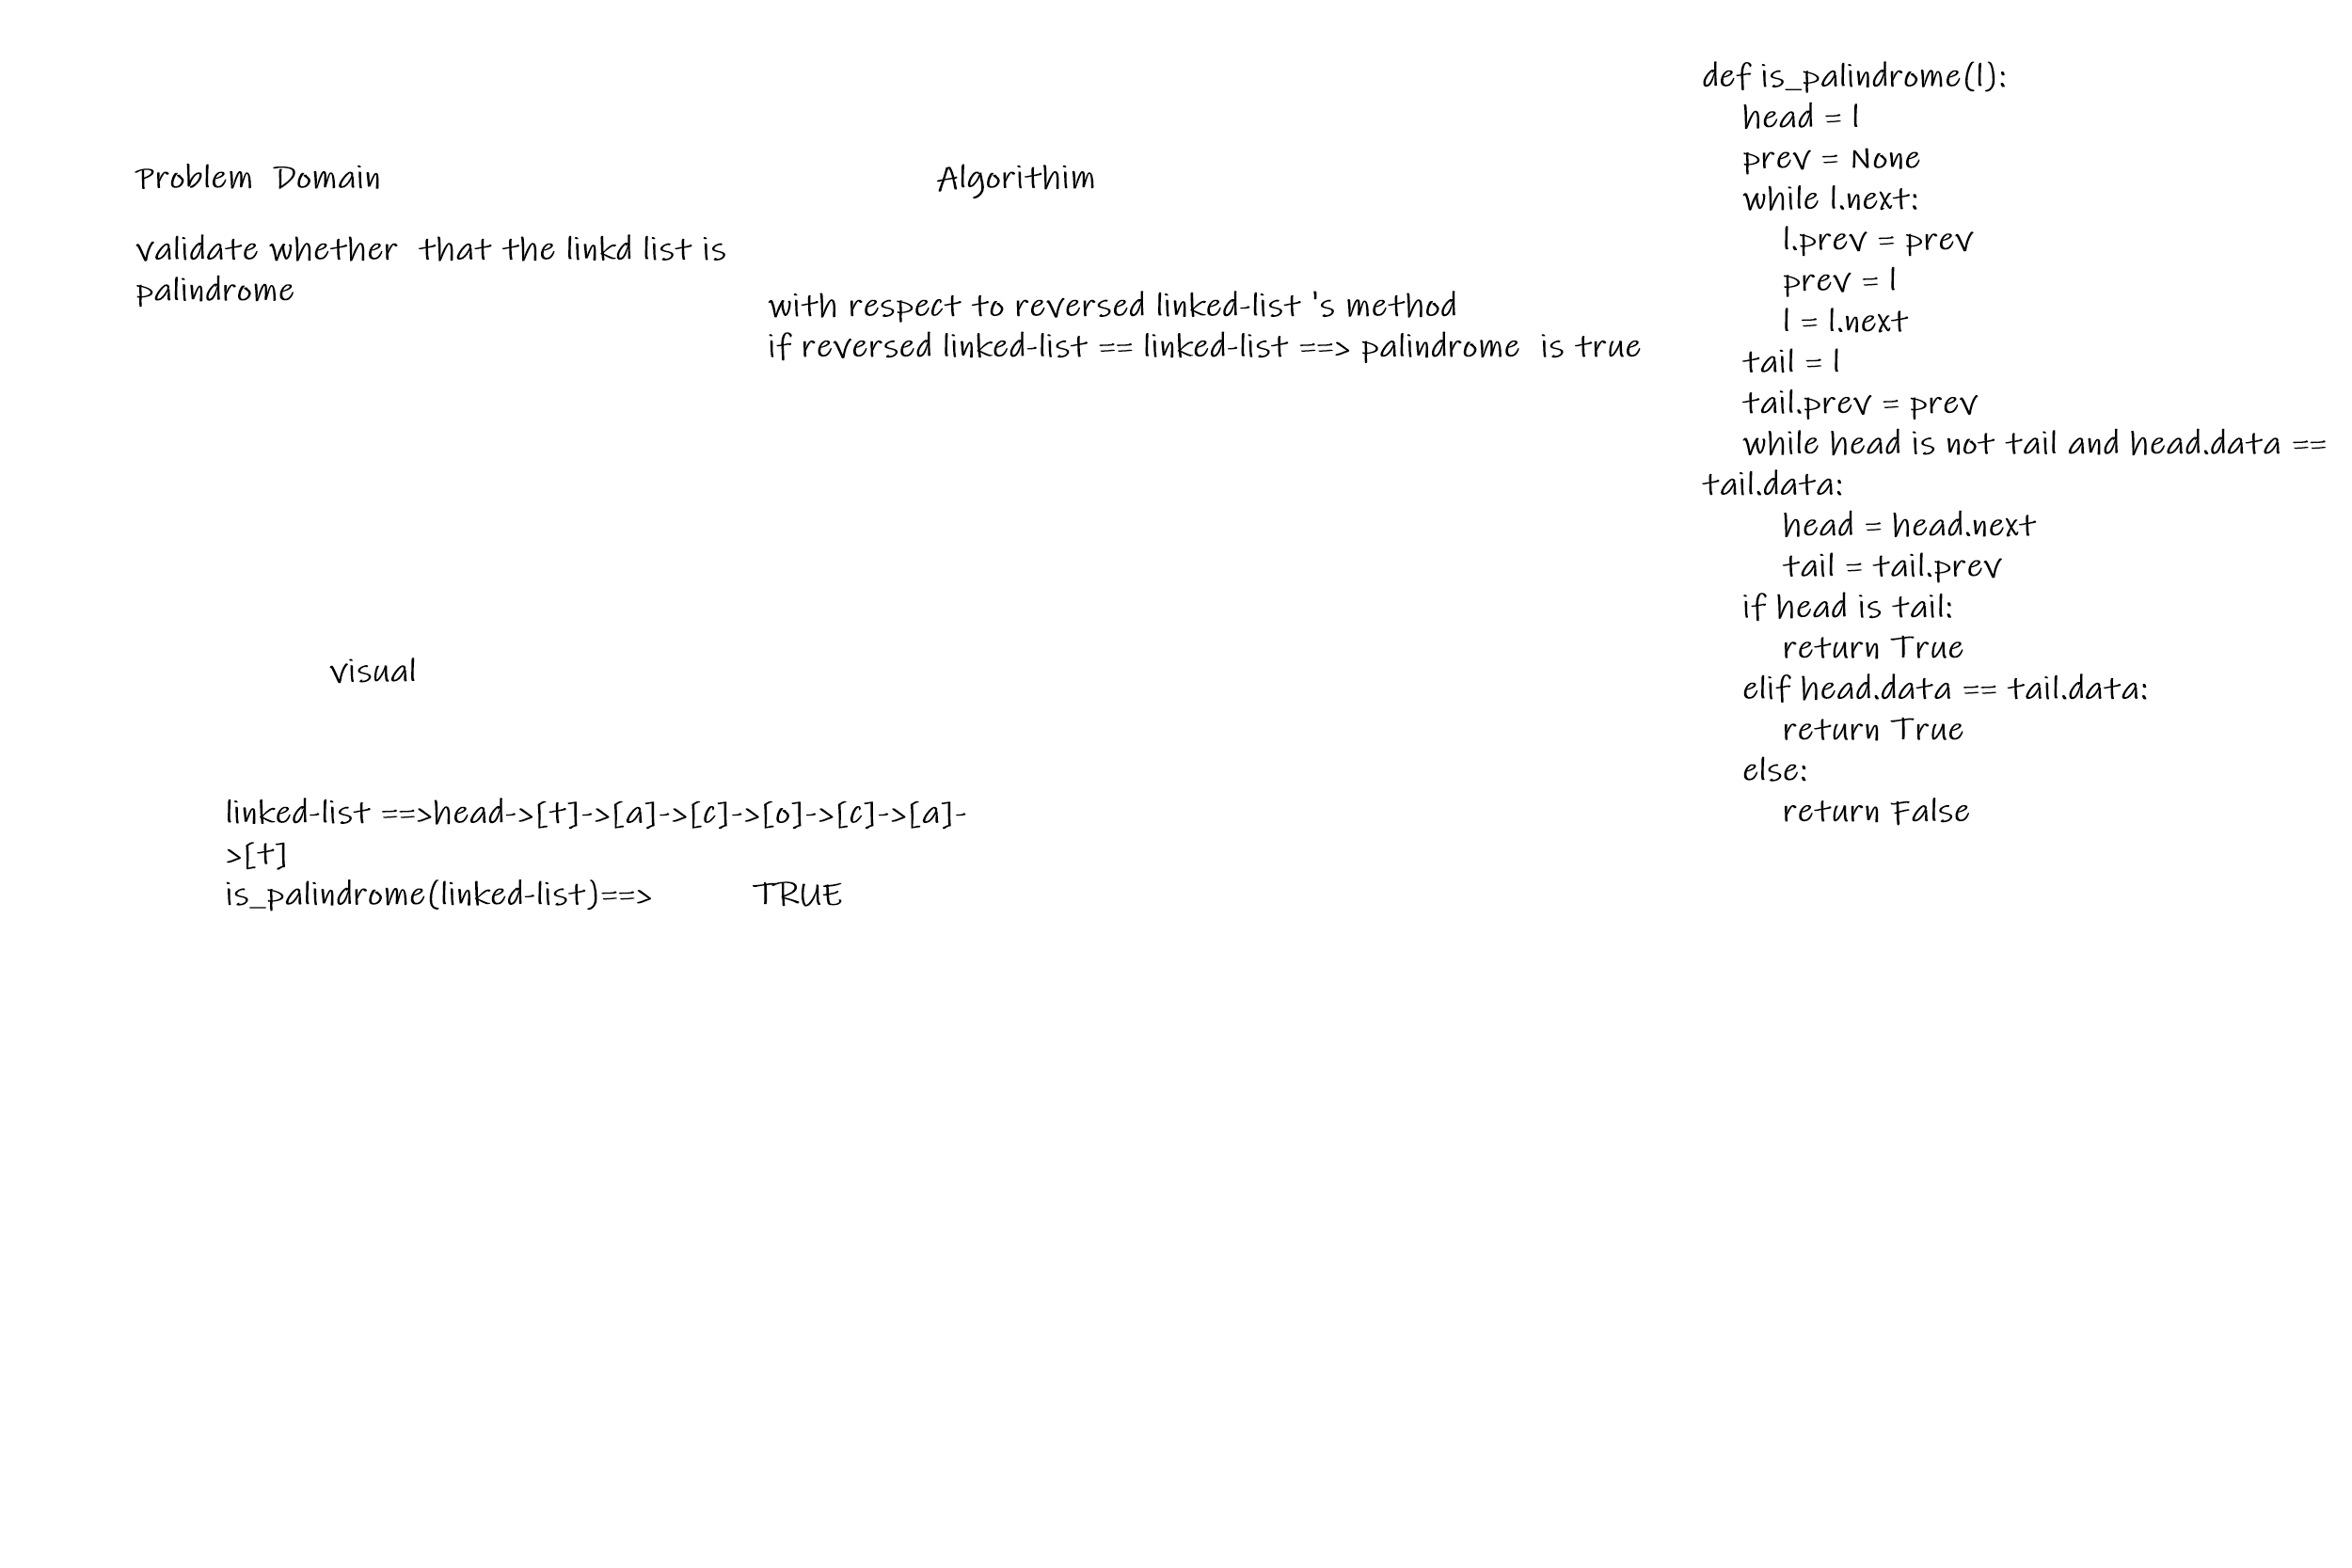 Problem Domain
validate whether that the linkd list is
palindrome
Algorithim
with respect to reversed linked-list 's method
if reversed linked-list == linked-list ==> palindrome is true
visual
linked-list ==>head->[t]->[a]->[c]->[o]->[c]->[a]-
>[t]
is_palindrome(linked-list)==> TRUE
def is_palindrome(l):
head = l
prev = None
while l.next:
l.prev = prev
prev = l
l = l.next
tail = l
tail.prev = prev
while head is not tail and head.data ==
tail.data:
head = head.next
tail = tail.prev
if head is tail:
return True
elif head.data == tail.data:
return True
else:
return False